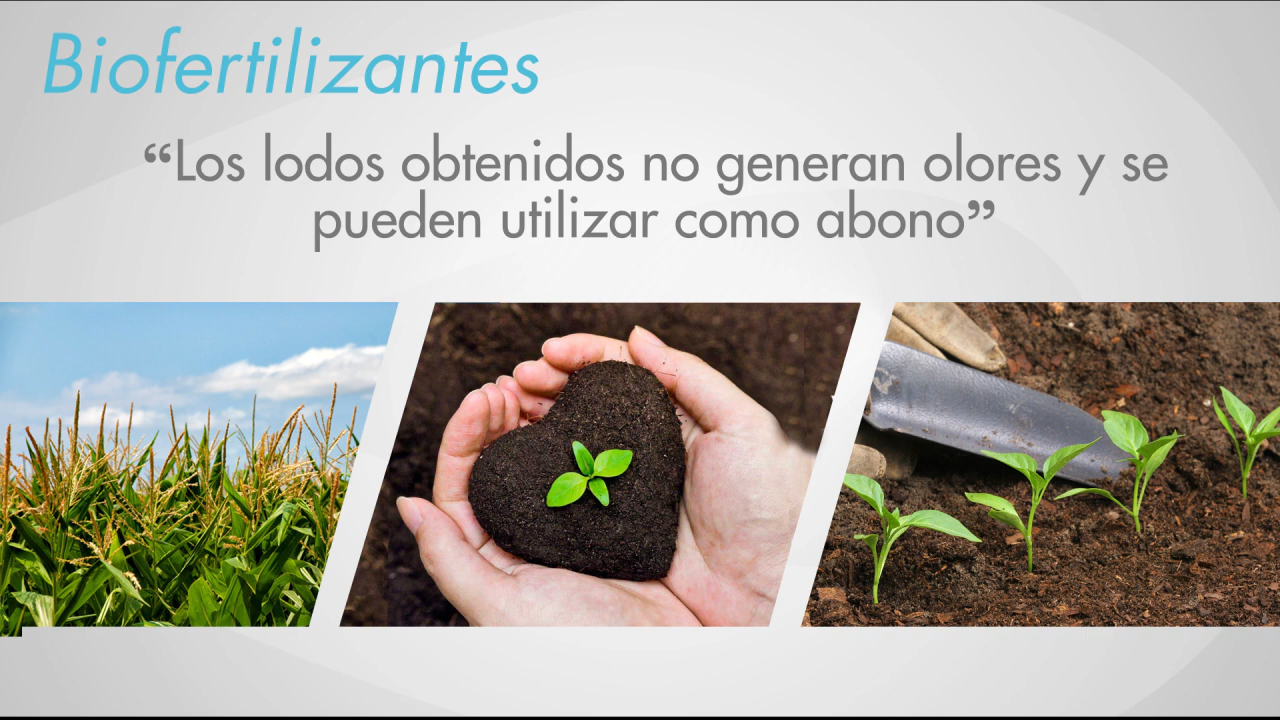 Biofertilizantes
“Los lodos obtenidos no generan olores y se
pueden utilizar como abono”